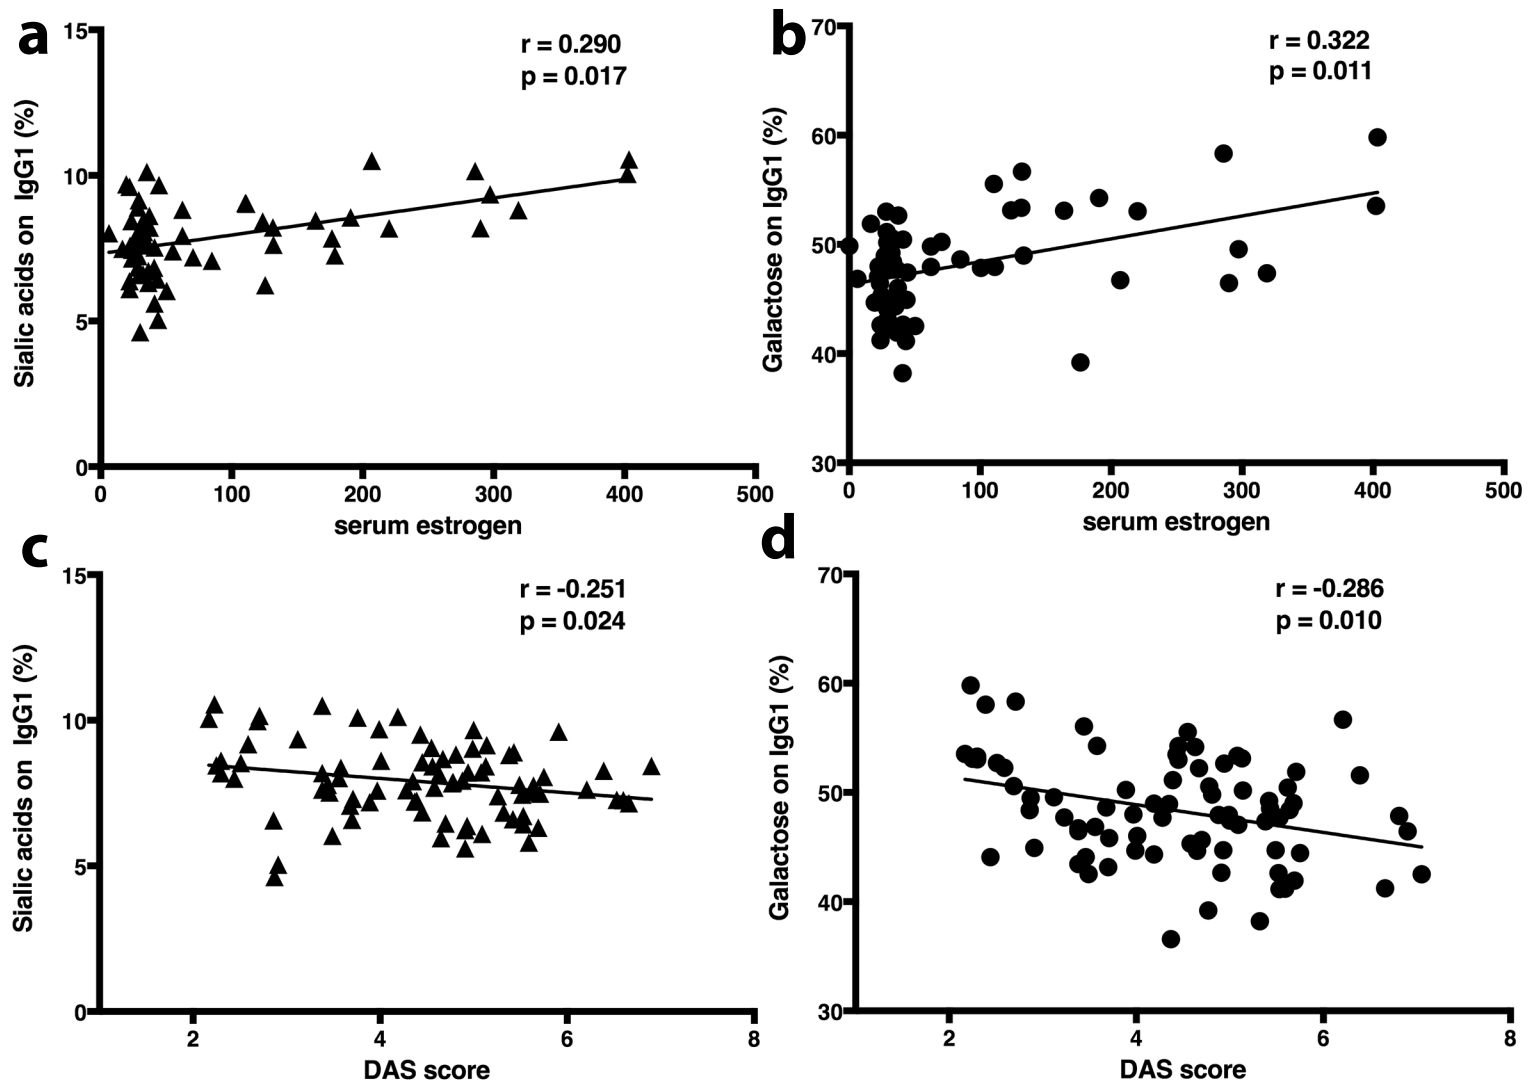 a
r = 0.290
p = 0.017
Sialic acids on IgG1 (%)
15
10
5
0
0 100 200 300 400 500
serum estrogen
b
r = 0.322
p = 0.011
Galactose on IgG1 (%)
70
60
50
40
30
0 100 200 300 400 500
serum estrogen
c
r = -0.251
p = 0.024
Sialic acids on IgG1 (%)
15
10
5
0
2 4 6 8
DAS score
d
r = -0.286
p = 0.010
Galactose on IgG1 (%)
70
60
50
40
30
2 4 6 8
DAS score